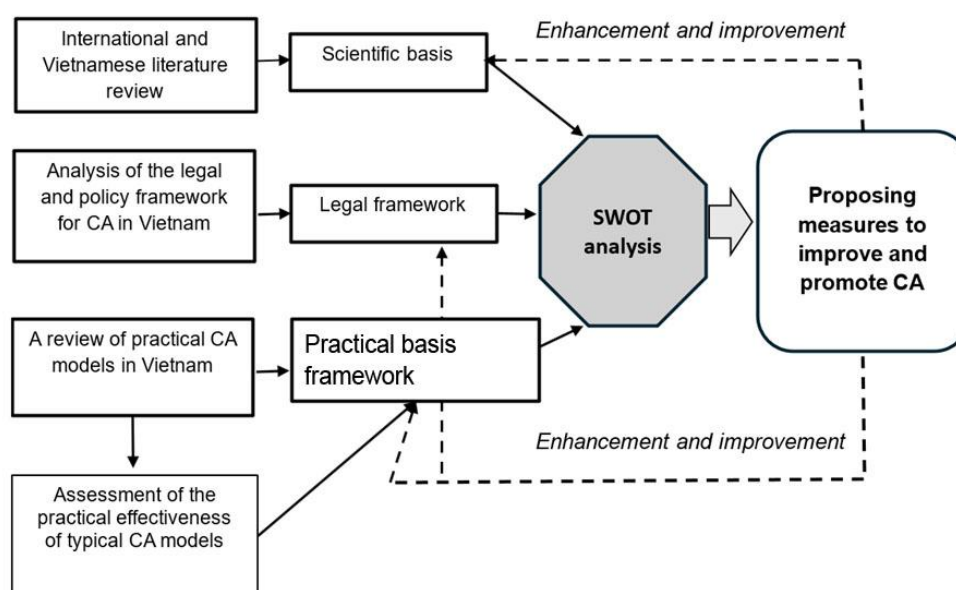 International and
Vietnamese literature
review
Scientific basis
Enhancement and improvement
Analysis of the legal
and policy framework
for CA in Vietnam
Legal framework
SWOT
analysis
Proposing
measures to
improve and
promote CA
A review of practical CA
models in Vietnam
Practical basis
framework
Enhancement and improvement
Assessment of the
practical effectiveness
of typical CA models